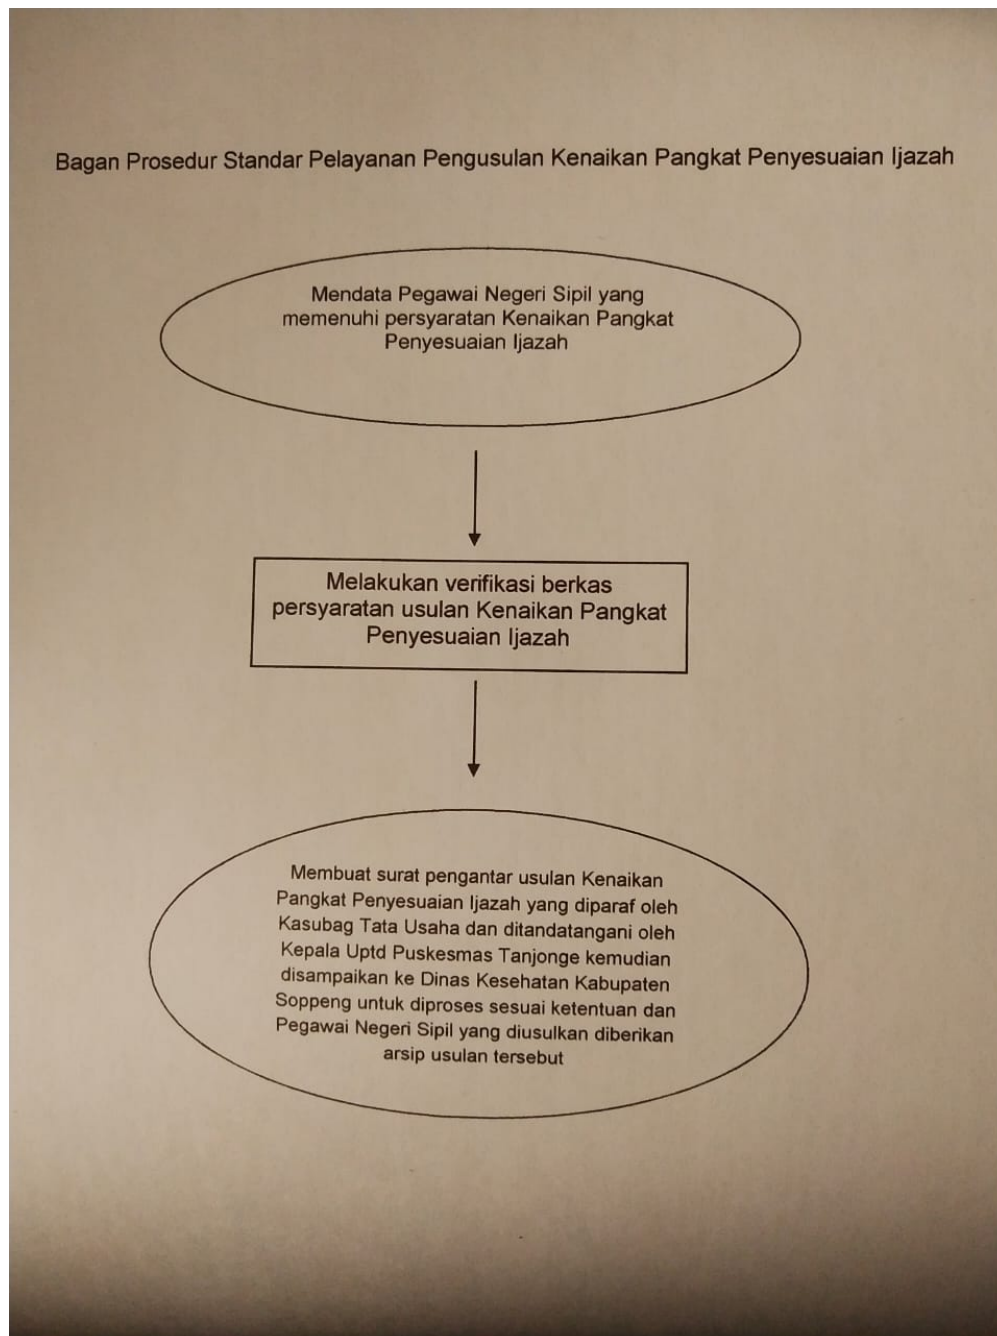 Bagan Prosedur Standar Pelayanan Pengusulan Kenaikan Pangkat Penyesuaian Ijazah
Mendata Pegawai Negeri Sipil yang
memenuhi persyaratan Kenaikan Pangkat
Penyesuaian Ijazah
Melakukan verifikasi berkas
persyaratan usulan Kenaikan Pangkat
Penyesuaian Ijazah
Membuat surat pengantar usulan Kenaikan
Pangkat Penyesuaian Ijazah yang diparaf oleh
Kasubag Tata Usaha dan ditandatangani oleh
Kepala Uptd Puskesmas Tanjonge kemudian
disampaikan ke Dinas Kesehatan Kabupaten
Soppeng untuk diproses sesuai ketentuan dan
Pegawai Negeri Sipil yang diusulkan diberikan
arsip usulan tersebut